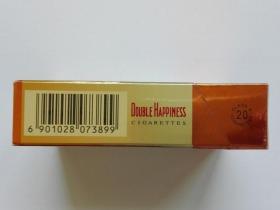 6 901028 073899
DOUBLE HAPPINESS
CIGARETTES
20